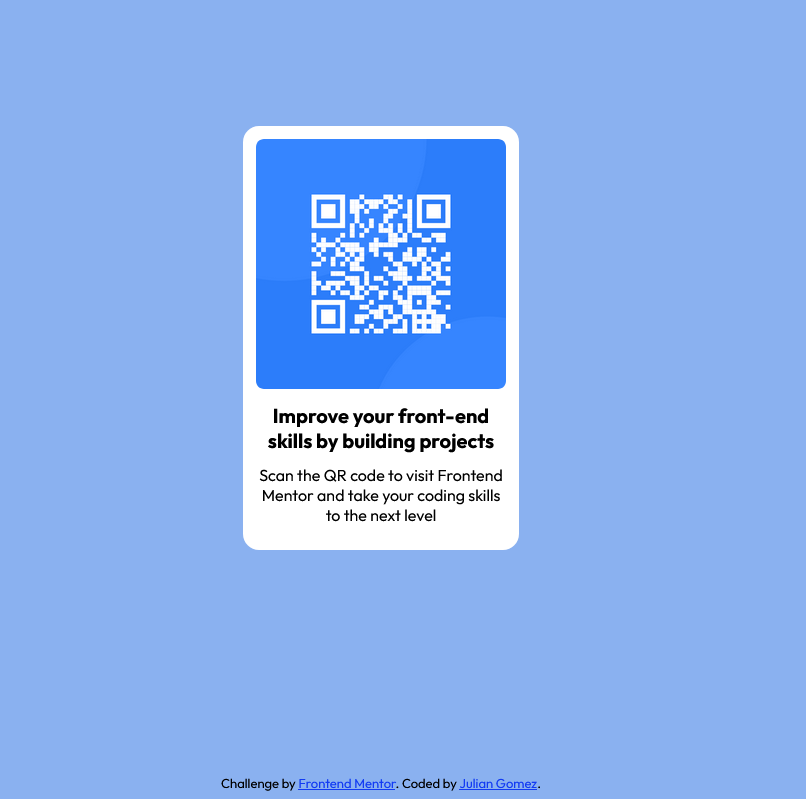 Improve your front-end
skills by building projects
Scan the QR code to visit Frontend
Mentor and take your coding skills
to the next level
Challenge by Frontend Mentor. Coded by Julian Gomez.